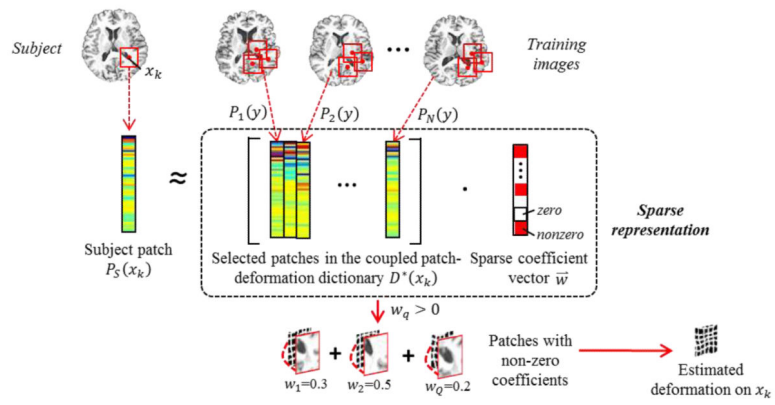 Subject
x_k
Training
images
P_1(y)
P_2(y)
P_N(y)
≈
zero
nonzero
Sparse
representation
Subject patch
P_S(x_k)
Selected patches in the coupled patch-
deformation dictionary D*(x_k)
Sparse coefficient
vector w⃗
w_q > 0
+
+
w_1=0.3
w_2=0.5
w_Q=0.2
Patches with
non-zero
coefficients
Estimated
deformation on x_k